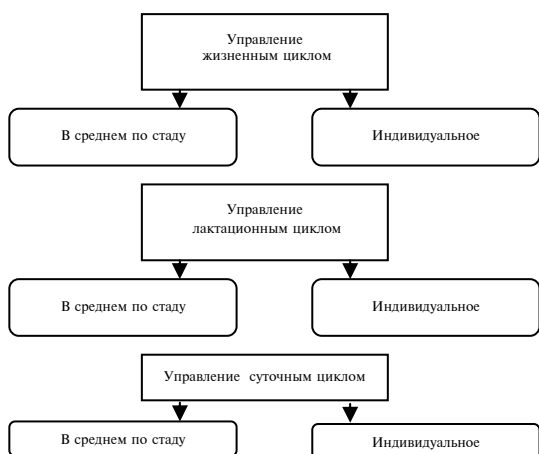 Управление
жизненным циклом
В среднем по стаду
Индивидуальное
Управление
лактационным циклом
В среднем по стаду
Индивидуальное
Управление суточным циклом
В среднем по стаду
Индивидуальное